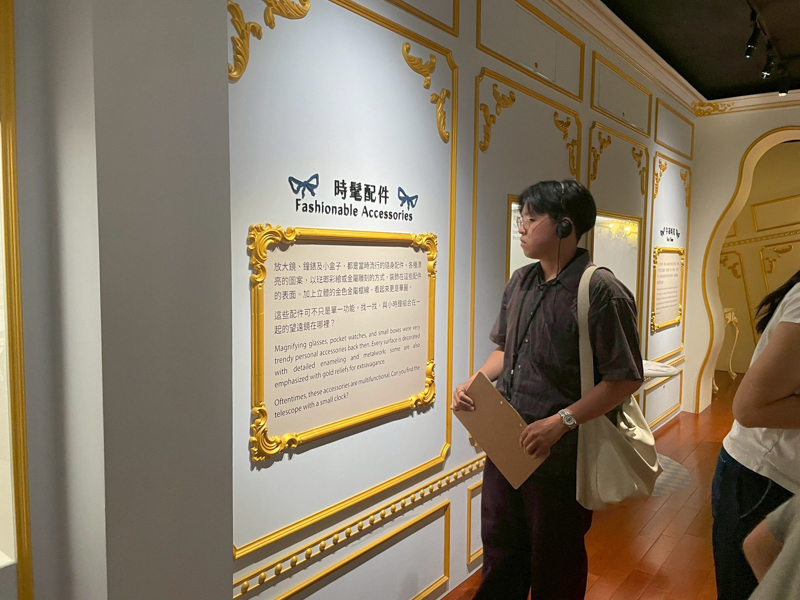 時髦配件
Fashionable Accessories
放大鏡、鐘錶及小盒子，都是當時流行的隨身配件，各種漂
亮的圖案，以琺瑯彩繪或金屬雕刻的方式，裝飾在這些配件
的表面。加上立體的金色金屬框線，看起來更是華麗。
這些配件可不只是單一功能，找一找，與小時鐘組合在一
起的望遠鏡在哪裡？
Magnifying glasses, pocket watches, and small boxes were very
trendy personal accessories back then. Every surface is decorated
with detailed enameling and metalwork; some are also
emphasized with gold reliefs for extravagance.
Oftentimes, these accessories are multifunctional. Can you find the
telescope with a small clock?